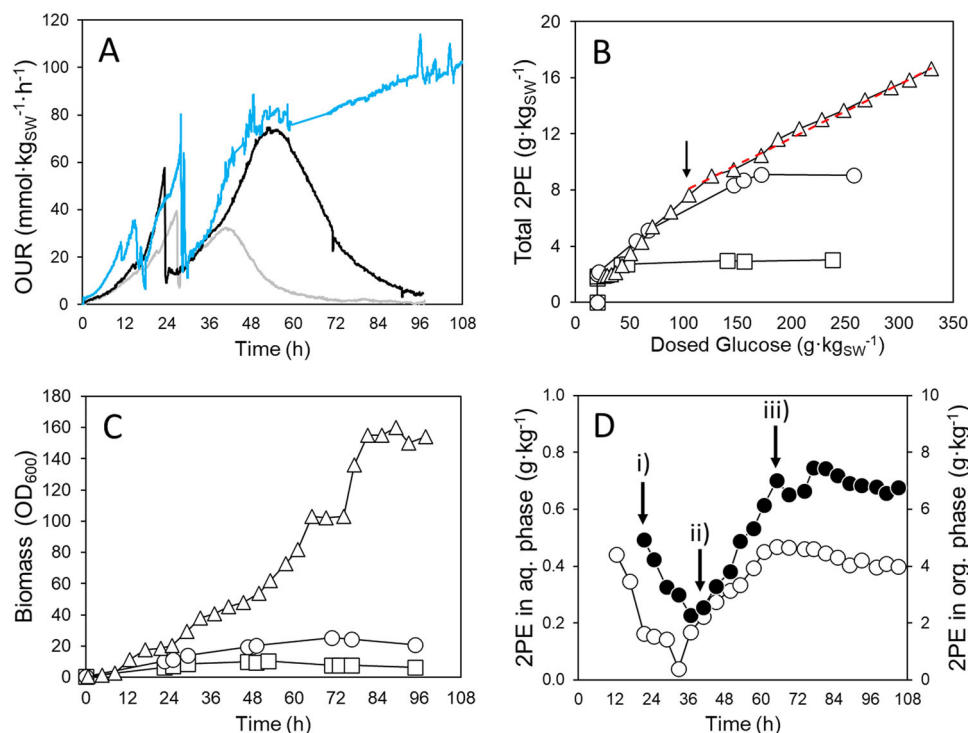 A
OUR (mmol·kgSW⁻¹·h⁻¹)
120
100
80
60
40
20
0
0 12 24 36 48 60 72 84 96 108
Time (h)
B
Total 2PE (g·kgSW⁻¹)
20
16
12
8
4
0
0 50 100 150 200 250 300 350
Dosed Glucose (g·kgSW⁻¹)
C
Biomass (OD600)
180
160
140
120
100
80
60
40
20
0
0 12 24 36 48 60 72 84 96 108
Time (h)
D
2PE in aq. phase (g·kg⁻¹)
1.0
0.8
0.6
0.4
0.2
0.0
i)
ii)
iii)
10
8
6
4
2
0
2PE in org. phase (g·kg⁻¹)
0 12 24 36 48 60 72 84 96 108
Time (h)